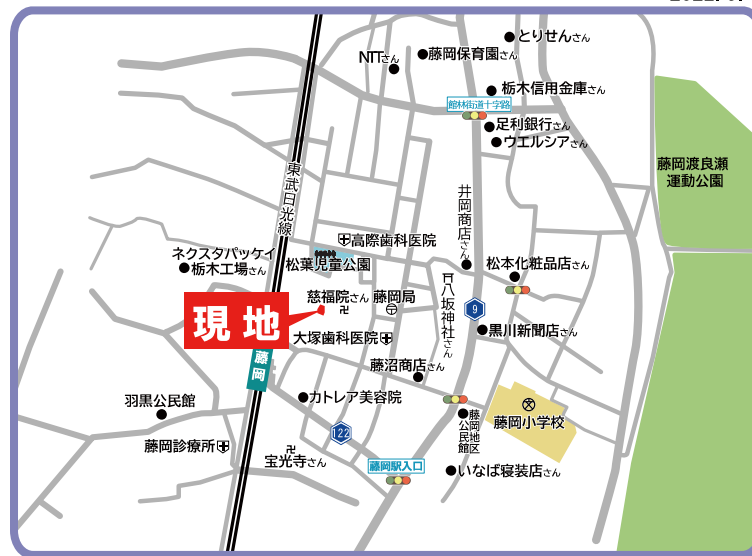 とりせんさん
NTTさん
藤岡保育園さん
栃木信用金庫さん
館林街道十字路
足利銀行さん
ウエルシアさん
藤岡渡良瀬
運動公園
東武日光線
井岡商店さん
高際歯科医院
ネクスタパッケイ
栃木工場さん
松葉児童公園
松本化粧品店さん
慈福院さん
藤岡局
八坂神社さん
9
現地
黒川新聞店さん
大塚歯科医院
藤岡
藤沼商店さん
カトレア美容院
羽黒公民館
藤岡地区
公民館
藤岡小学校
122
藤岡診療所
宝光寺さん
藤岡駅入口
いなば寝装店さん